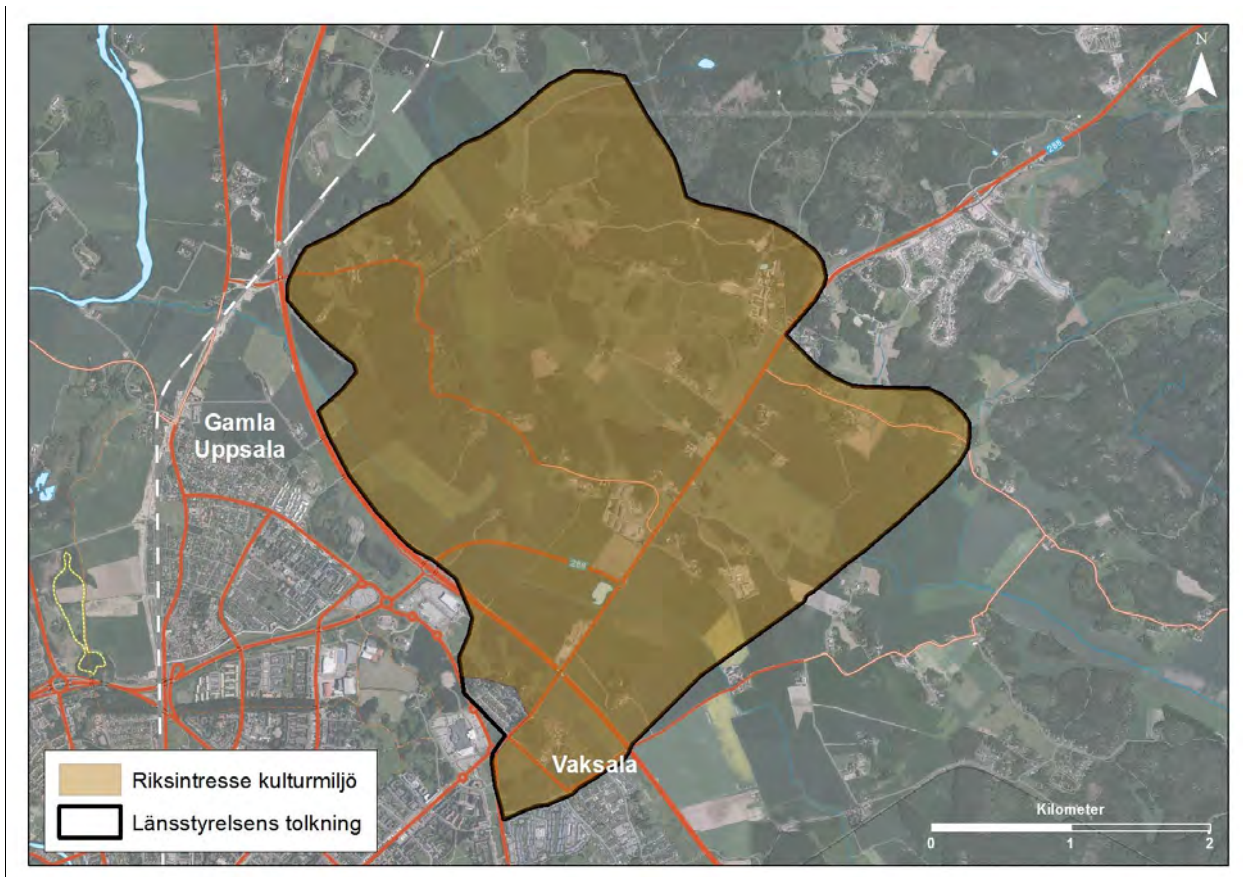 N
288
Gamla
Uppsala
288
Vaksala
Riksintresse kulturmiljö
Länsstyrelsens tolkning
Kilometer
0 1 2